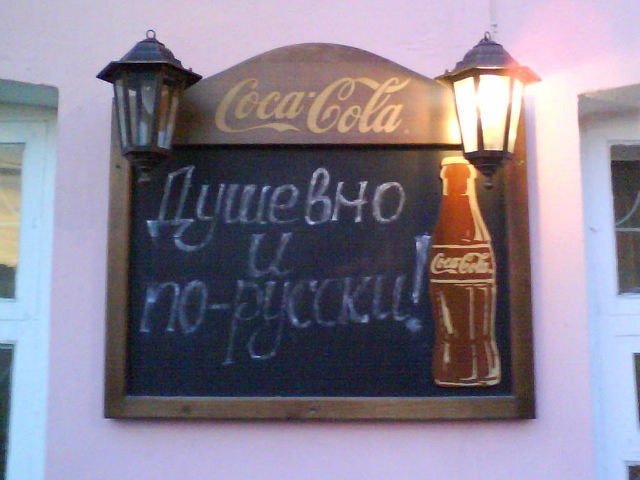 Coca-Cola
Душевно
и
по-русски!
Coca-Cola